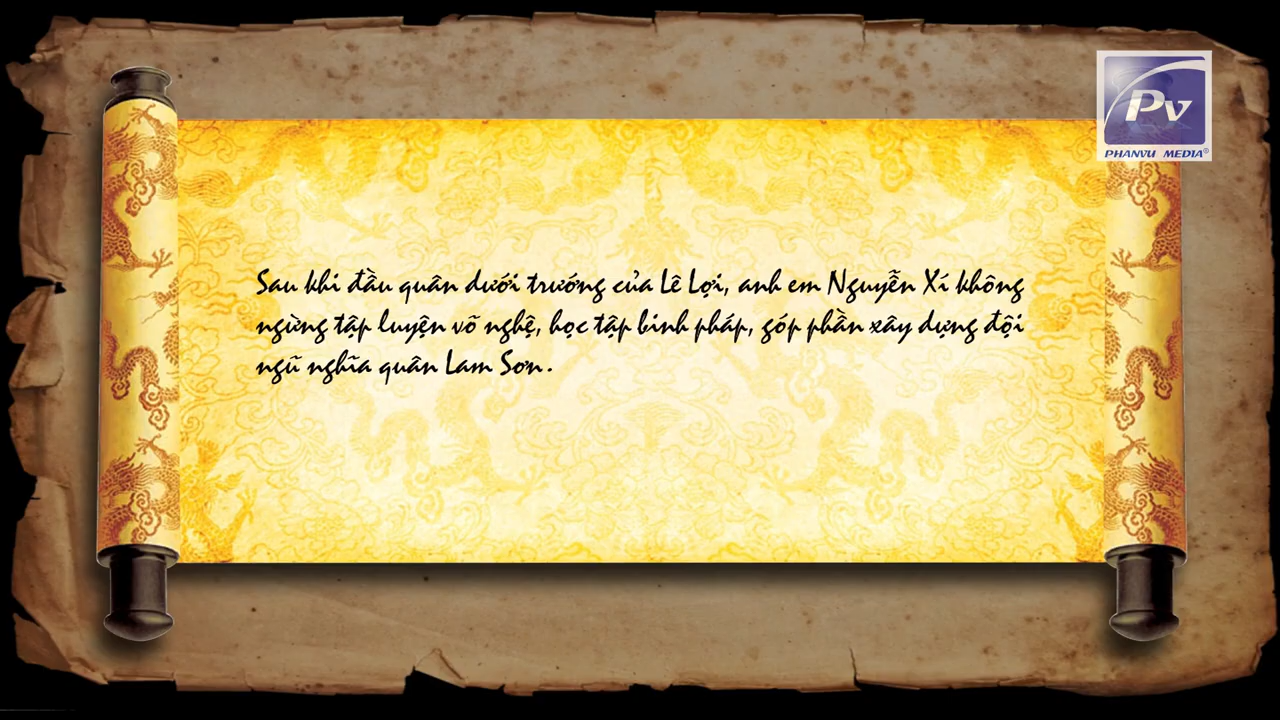 PV
PHANVU MEDIA®
Sau khi đầu quân dưới trướng của Lê Lợi, anh em Nguyễn Xí không
ngừng tập luyện võ nghệ, học tập binh pháp, góp phần xây dựng đội
ngũ nghĩa quân Lam Sơn.